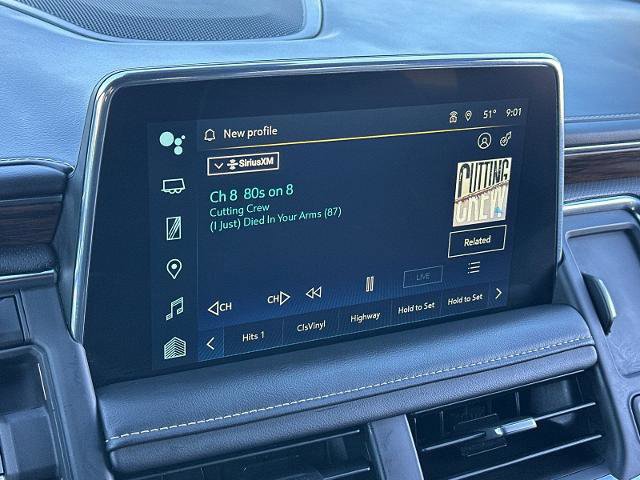 51° 9:01
New profile
SiriusXM
Ch 8 80s on 8
Cutting Crew
(I Just) Died In Your Arms (87)
CUTTING
CREW
Related
CH CH LIVE
Hits 1 ClsVinyl Highway Hold to Set Hold to Set